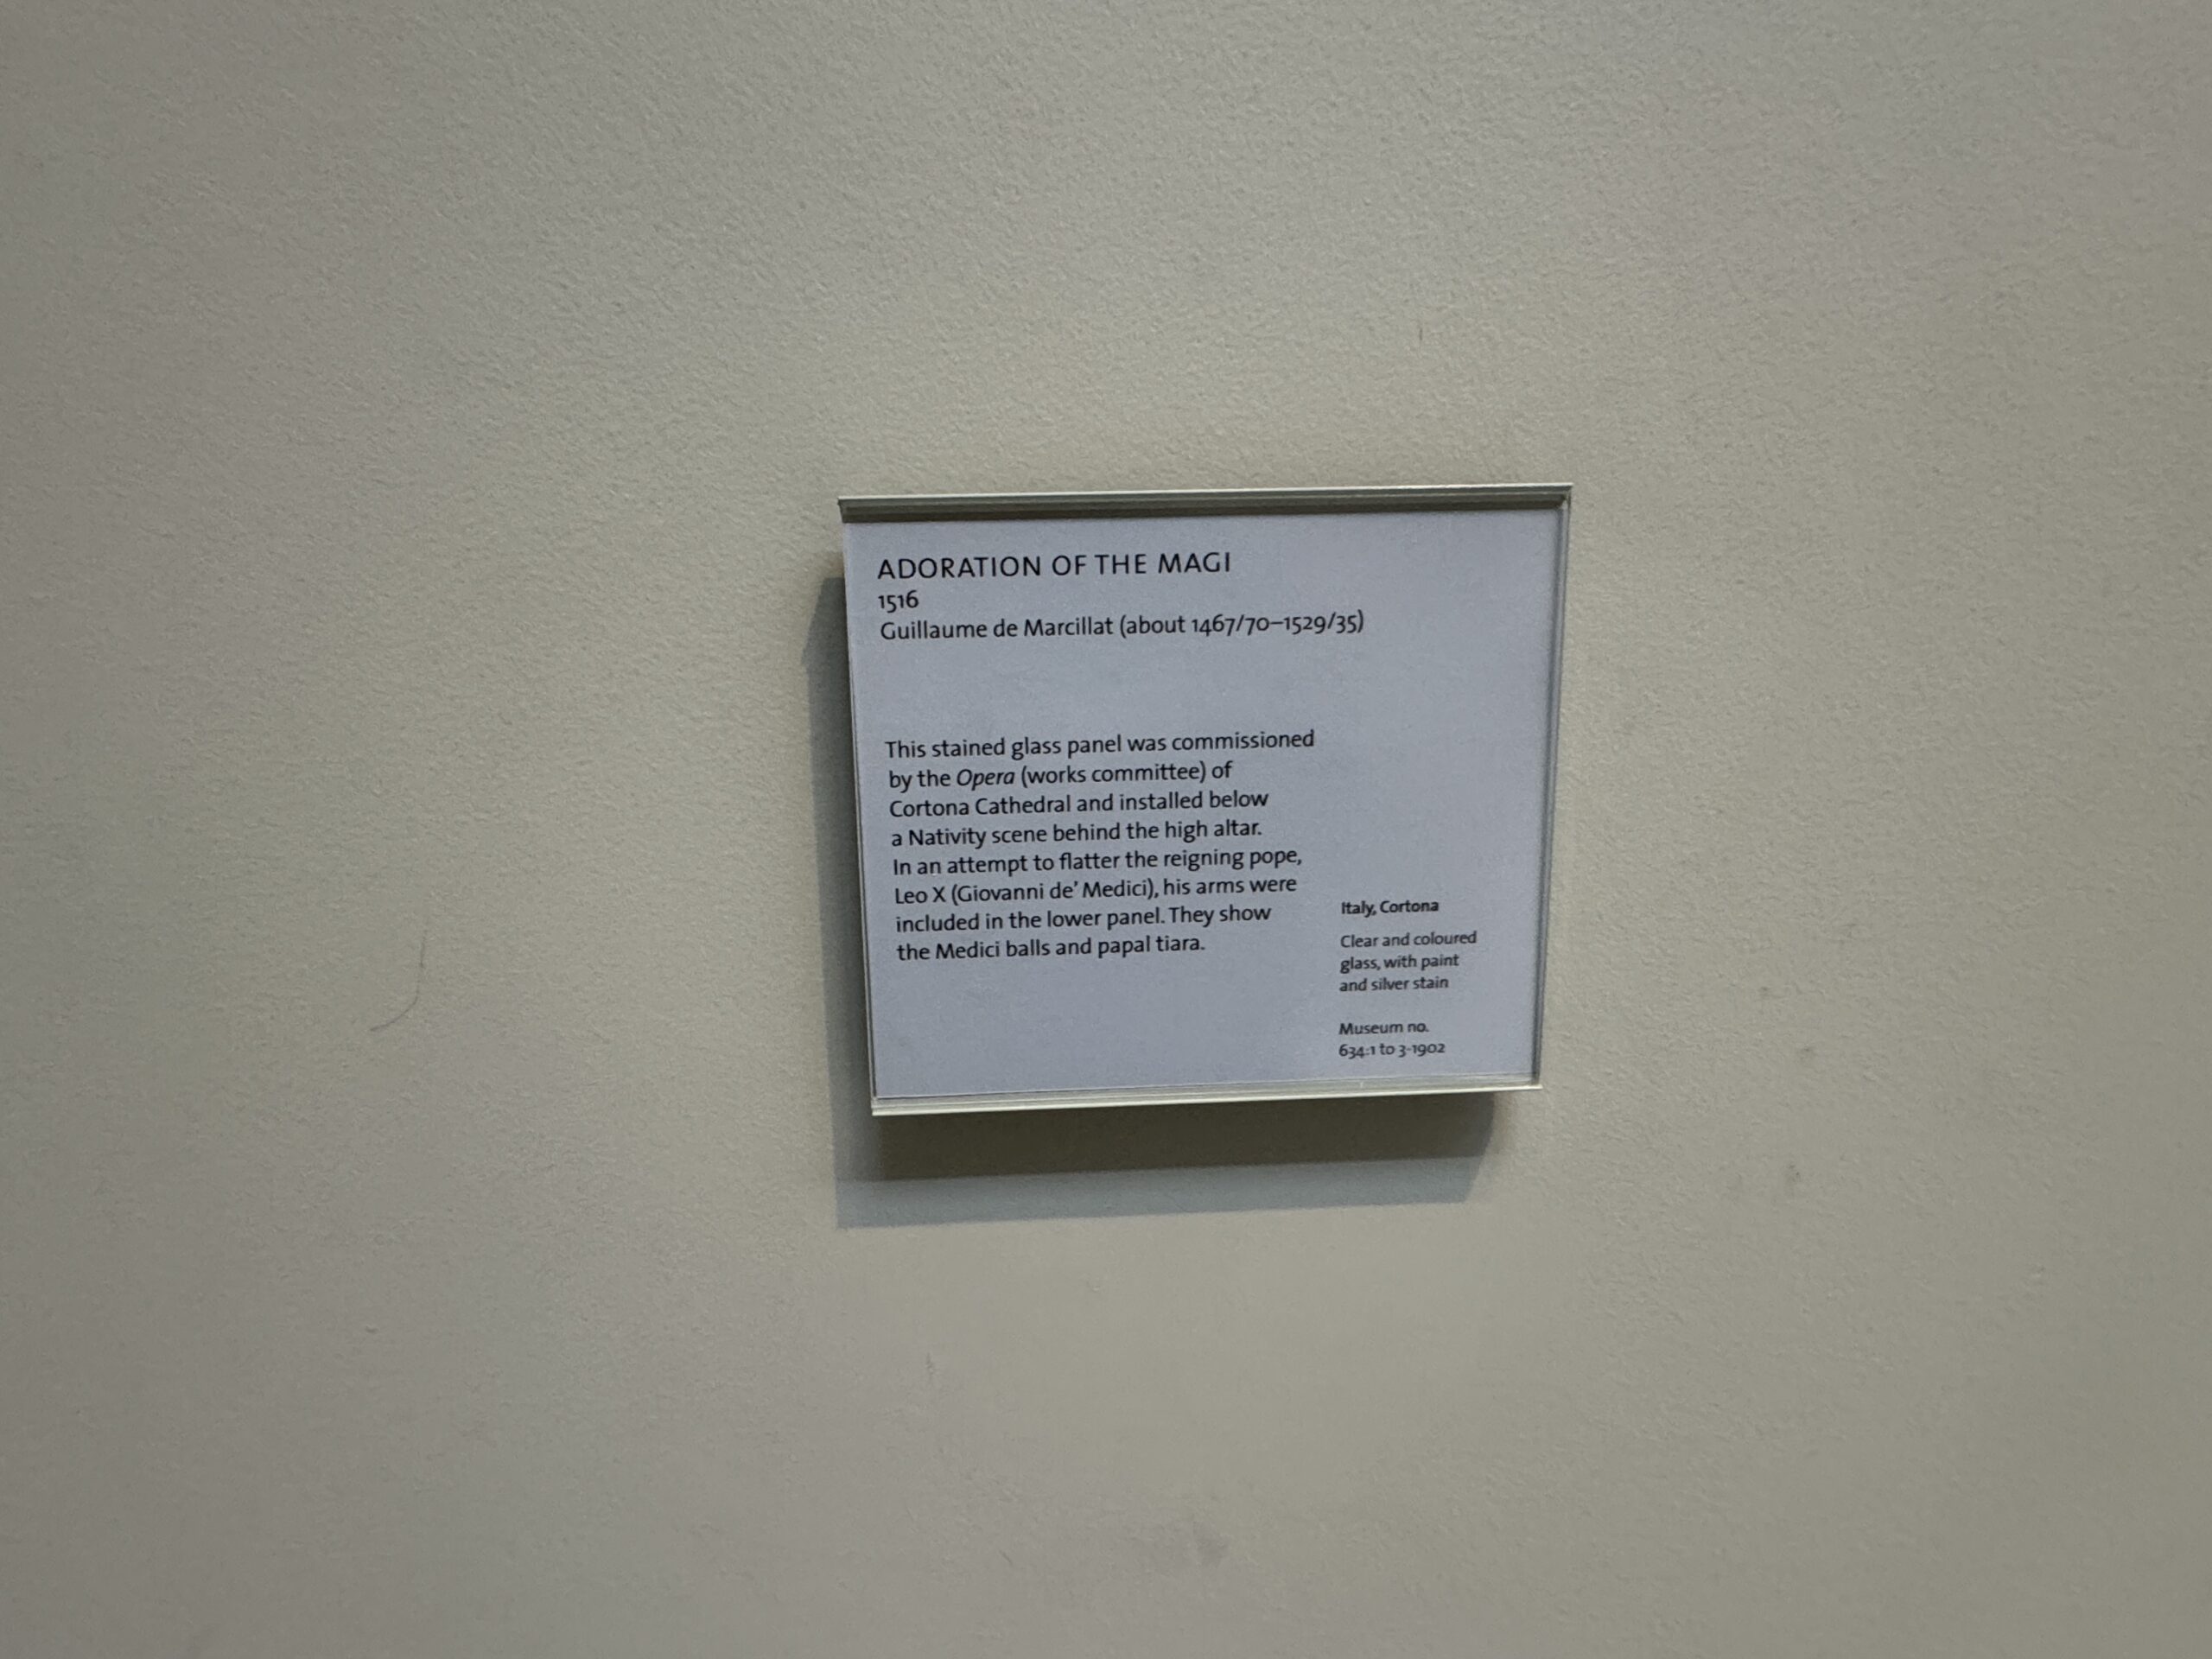 ADORATION OF THE MAGI
1516
Guillaume de Marcillat (about 1467/70–1529/35)
This stained glass panel was commissioned
by the Opera (works committee) of
Cortona Cathedral and installed below
a Nativity scene behind the high altar.
In an attempt to flatter the reigning pope,
Leo X (Giovanni de’ Medici), his arms were
included in the lower panel. They show
the Medici balls and papal tiara.
Italy, Cortona
Clear and coloured
glass, with paint
and silver stain
Museum no.
634:1 to 3-1902